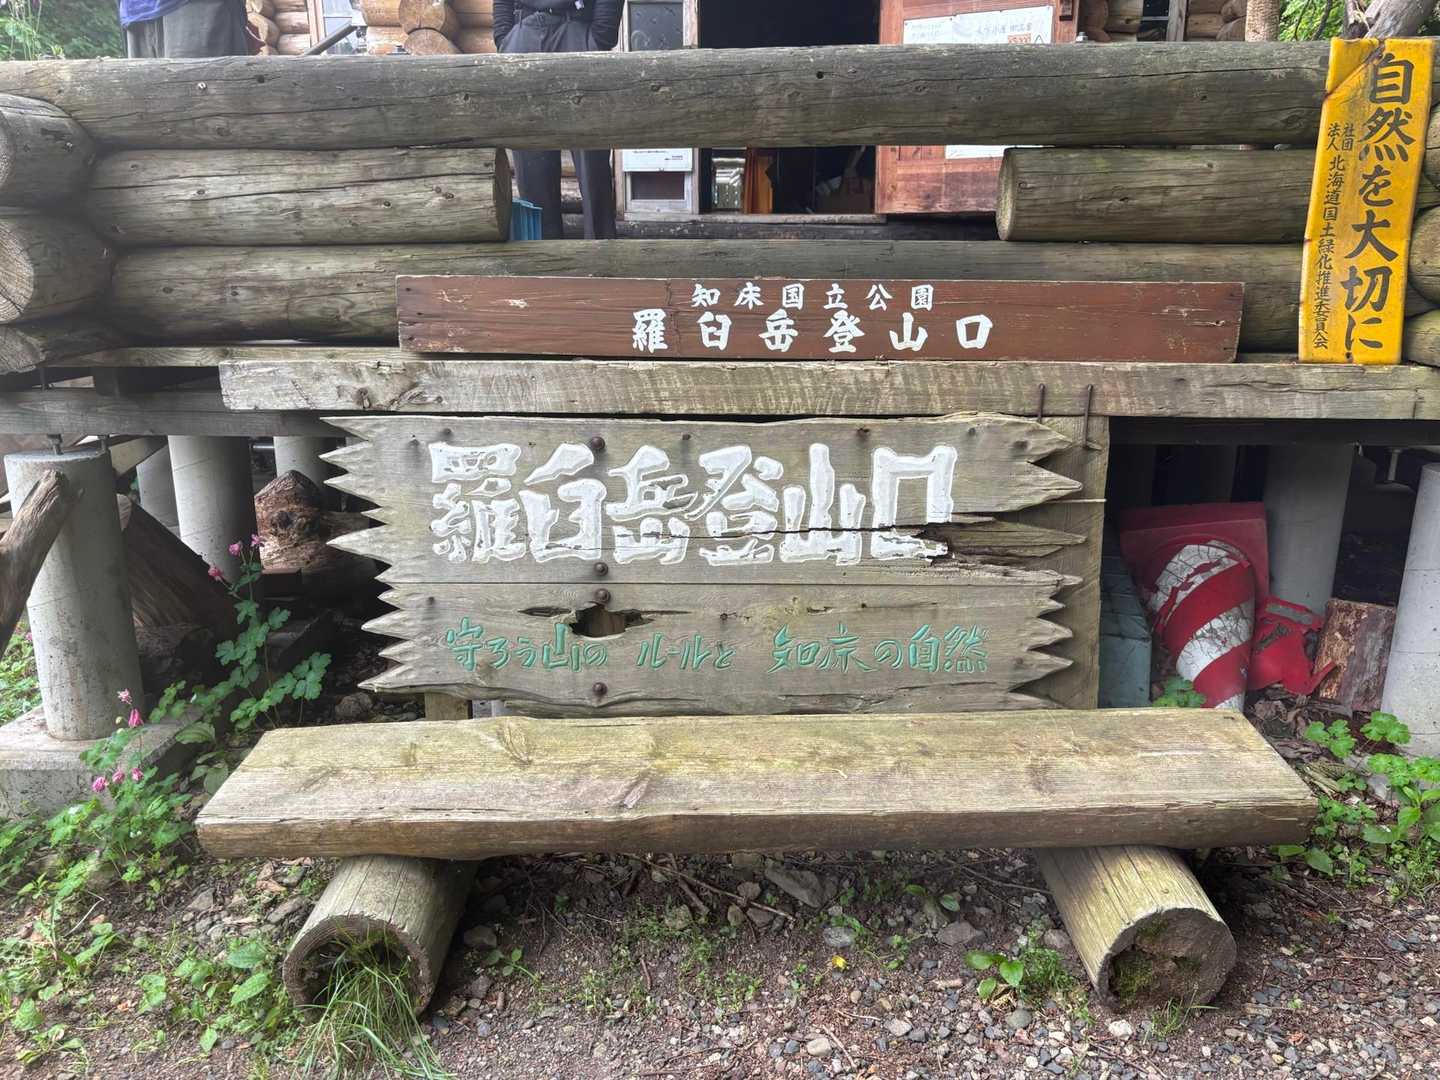 自然を大切に
社団法人 北海道国土緑化推進委員会
知床国立公園
羅臼岳登山口
羅臼岳登山口
守ろう山の ルールと 知床の自然